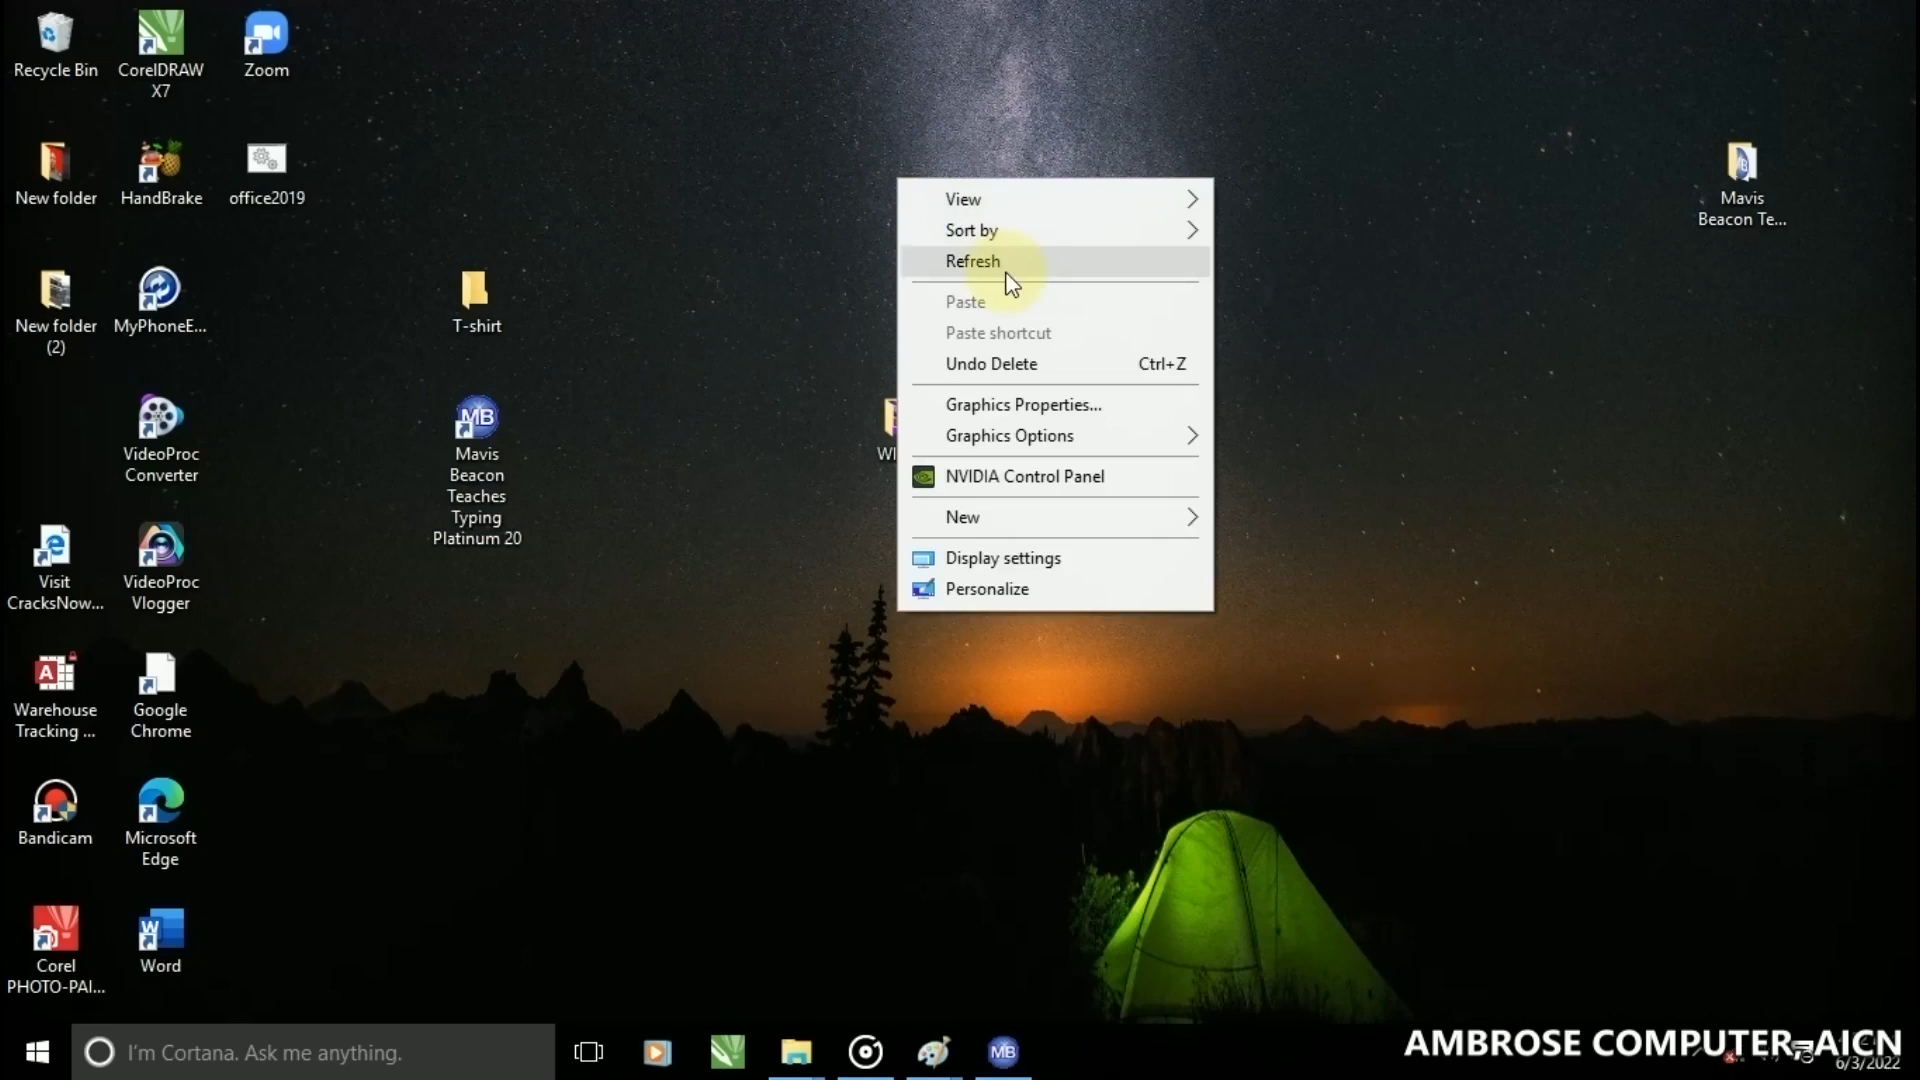 Recycle Bin
CorelDRAW
X7
Zoom
New folder
HandBrake
office2019
Mavis
Beacon Te...
New folder
(2)
MyPhoneE...
T-shirt
VideoProc
Converter
MB
Mavis
Beacon
Teaches
Typing
Platinum 20
Visit
CracksNow...
VideoProc
Vlogger
Warehouse
Tracking ...
Google
Chrome
Bandicam
Microsoft
Edge
Corel
PHOTO-PAI...
Word
View
Sort by
Refresh
Paste
Paste shortcut
Undo Delete Ctrl+Z
Graphics Properties...
Graphics Options
NVIDIA Control Panel
New
Display settings
Personalize
I'm Cortana. Ask me anything.
MB
AMBROSE COMPUTER-AICN
6/3/2022